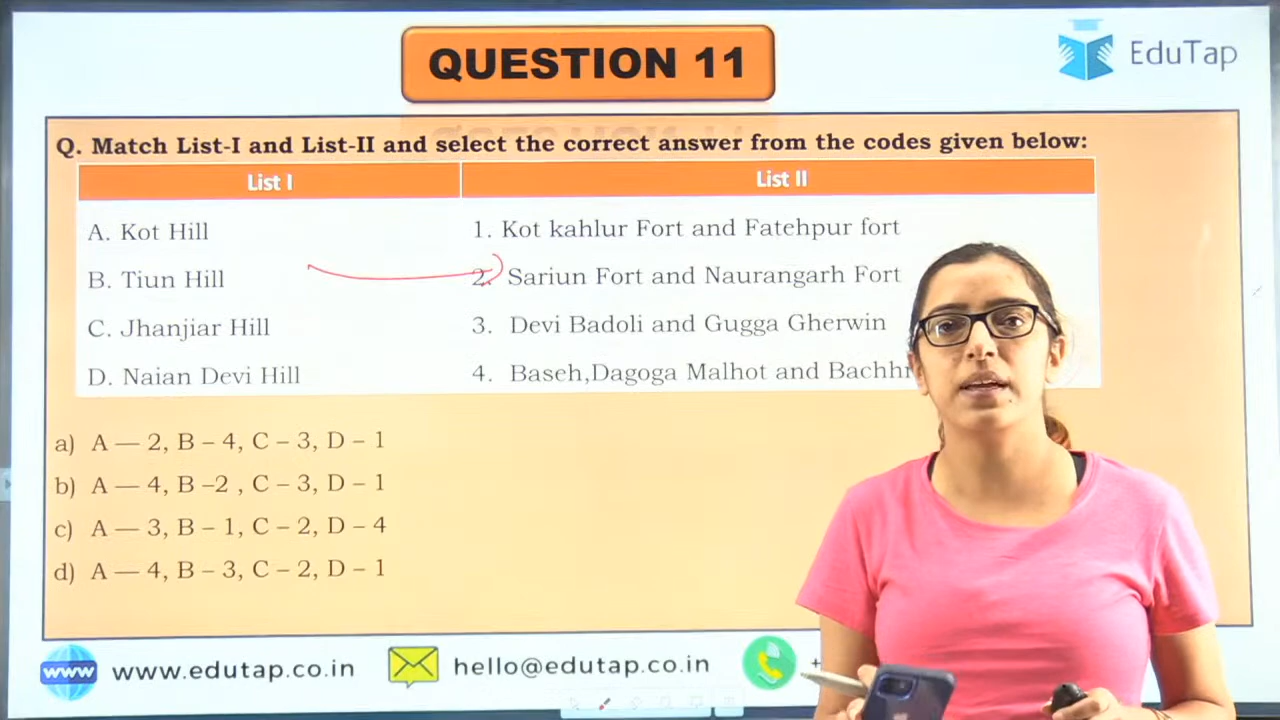 QUESTION 11
EduTap
Q. Match List-I and List-II and select the correct answer from the codes given below:
List I
List II
A. Kot Hill
1. Kot kahlur Fort and Fatehpur fort
B. Tiun Hill
2. Sariun Fort and Naurangarh Fort
C. Jhanjiar Hill
3. Devi Badoli and Gugga Gherwin
D. Naian Devi Hill
4. Baseh,Dagoga Malhot and
a) A — 2, B – 4, C – 3, D – 1
b) A — 4, B –2 , C – 3, D – 1
c) A — 3, B – 1, C – 2, D – 4
d) A — 4, B – 3, C – 2, D – 1
www
www.edutap.co.in
hello@edutap.co.in
+